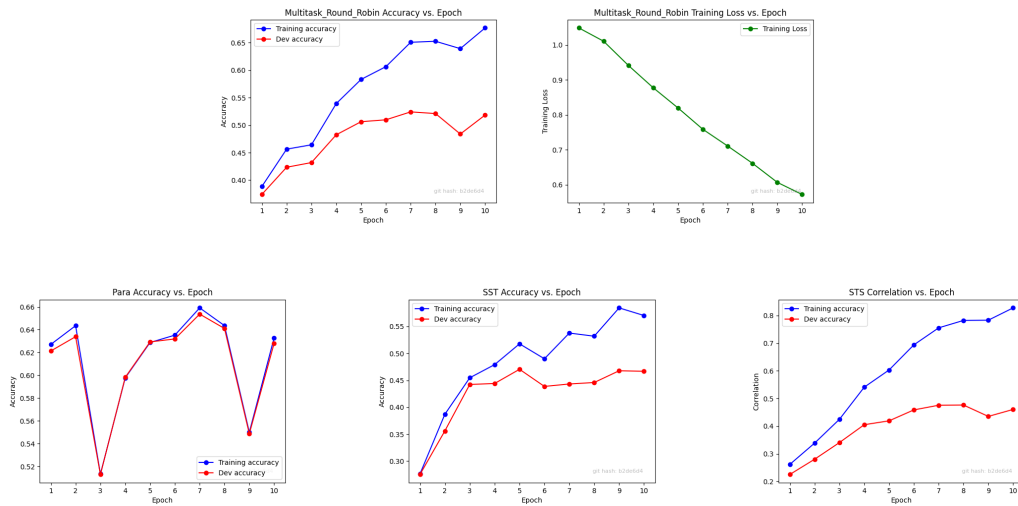 Multitask_Round_Robin Accuracy vs. Epoch
Training accuracy
Dev accuracy
Accuracy
0.65
0.60
0.55
0.50
0.45
0.40
git hash: b2debd4
1 2 3 4 5 6 7 8 9 10
Epoch
Multitask_Round_Robin Training Loss vs. Epoch
Training Loss
Training Loss
1.0
0.9
0.8
0.7
0.6
git hash: b2debd4
1 2 3 4 5 6 7 8 9 10
Epoch
Para Accuracy vs. Epoch
Accuracy
0.66
0.64
0.62
0.60
0.58
0.56
0.54
0.52
Training accuracy
Dev accuracy
1 2 3 4 5 6 7 8 9 10
Epoch
SST Accuracy vs. Epoch
Training accuracy
Dev accuracy
Accuracy
0.55
0.50
0.45
0.40
0.35
0.30
git hash: b2debd4
1 2 3 4 5 6 7 8 9 10
Epoch
STS Correlation vs. Epoch
Training accuracy
Dev accuracy
Correlation
0.8
0.7
0.6
0.5
0.4
0.3
0.2
git hash: b2debd4
1 2 3 4 5 6 7 8 9 10
Epoch